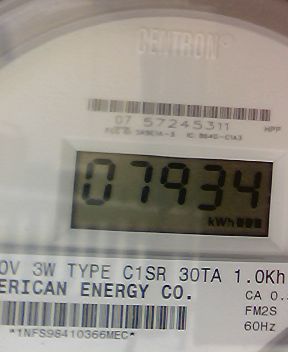 CENTRON®
07 57245311
HPP
07934
kWh
0V 3W TYPE C1SR 30TA 1.0Kh
ERICAN ENERGY CO.
CA 0.
FM2S
60Hz
*1NFS98410366MEC*